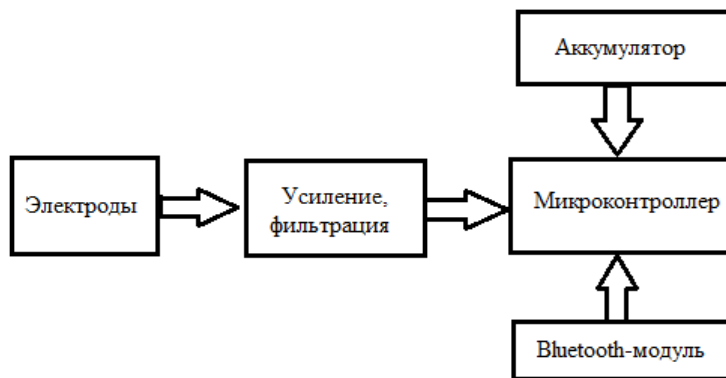 Аккумулятор
Электроды
Усиление,
фильтрация
Микроконтроллер
Bluetooth-модуль